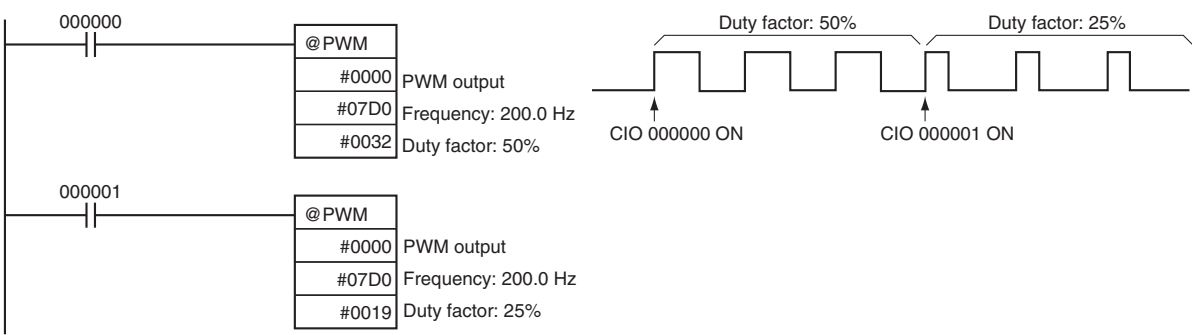 000000
@PWM
#0000 PWM output
#07D0 Frequency: 200.0 Hz
#0032 Duty factor: 50%
Duty factor: 50% Duty factor: 25%
CIO 000000 ON CIO 000001 ON
000001
@PWM
#0000 PWM output
#07D0 Frequency: 200.0 Hz
#0019 Duty factor: 25%